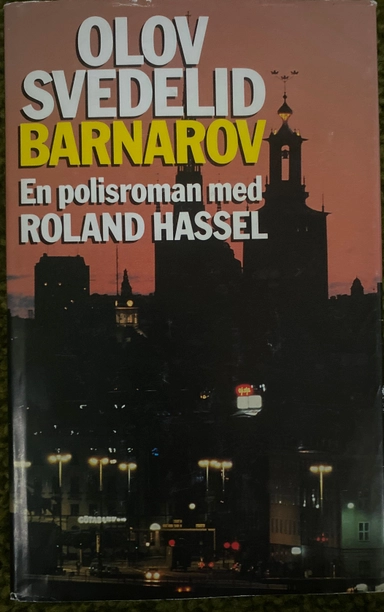 OLOV
SVEDELID
BARNAROV
En polisroman med
ROLAND HASSEL